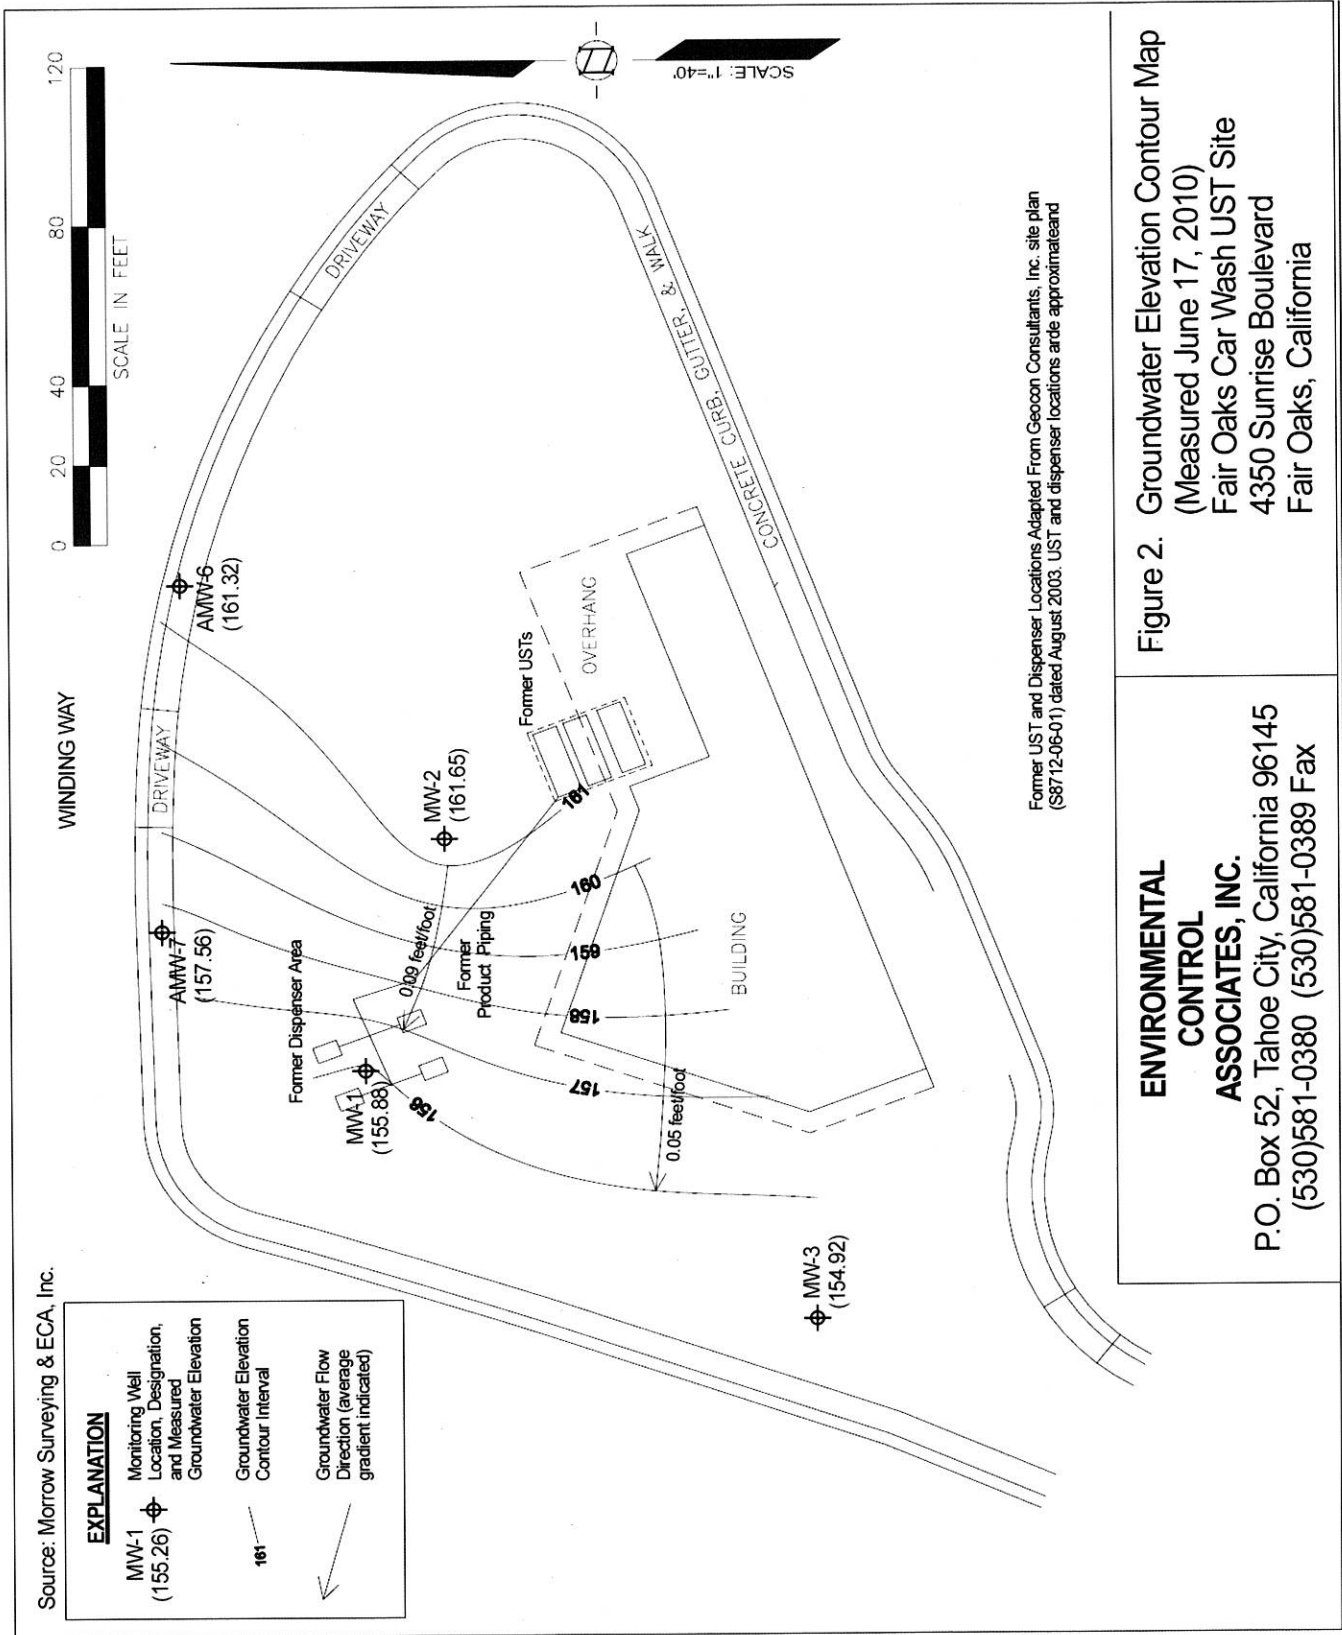 Source: Morrow Surveying & ECA, Inc.
EXPLANATION
MW-1
(155.26)
Monitoring Well
Location, Designation,
and Measured
Groundwater Elevation
161
Groundwater Elevation
Contour Interval
Groundwater Flow
Direction (average
gradient indicated)
WINDING WAY
0 20 40 80 120
SCALE IN FEET
SCALE: 1"=40'
DRIVEWAY
DRIVEWAY
AMW-6
(161.32)
AMW-7
(157.56)
MW-2
(161.65)
MW-1
(155.88)
MW-3
(154.92)
Former Dispenser Area
0.09 feet/foot
Former
Product Piping
Former USTs
OVERHANG
BUILDING
156
157
158
159
160
161
0.05 feet/foot
CONCRETE CURB, GUTTER, & WALK
Former UST and Dispenser Locations Adapted From Geocon Consultants, Inc. site plan
(S8712-06-01) dated August 2003. UST and dispenser locations arde approximateand
ENVIRONMENTAL
CONTROL
ASSOCIATES, INC.
P.O. Box 52, Tahoe City, California 96145
(530)581-0380 (530)581-0389 Fax
Figure 2. Groundwater Elevation Contour Map
(Measured June 17, 2010)
Fair Oaks Car Wash UST Site
4350 Sunrise Boulevard
Fair Oaks, California